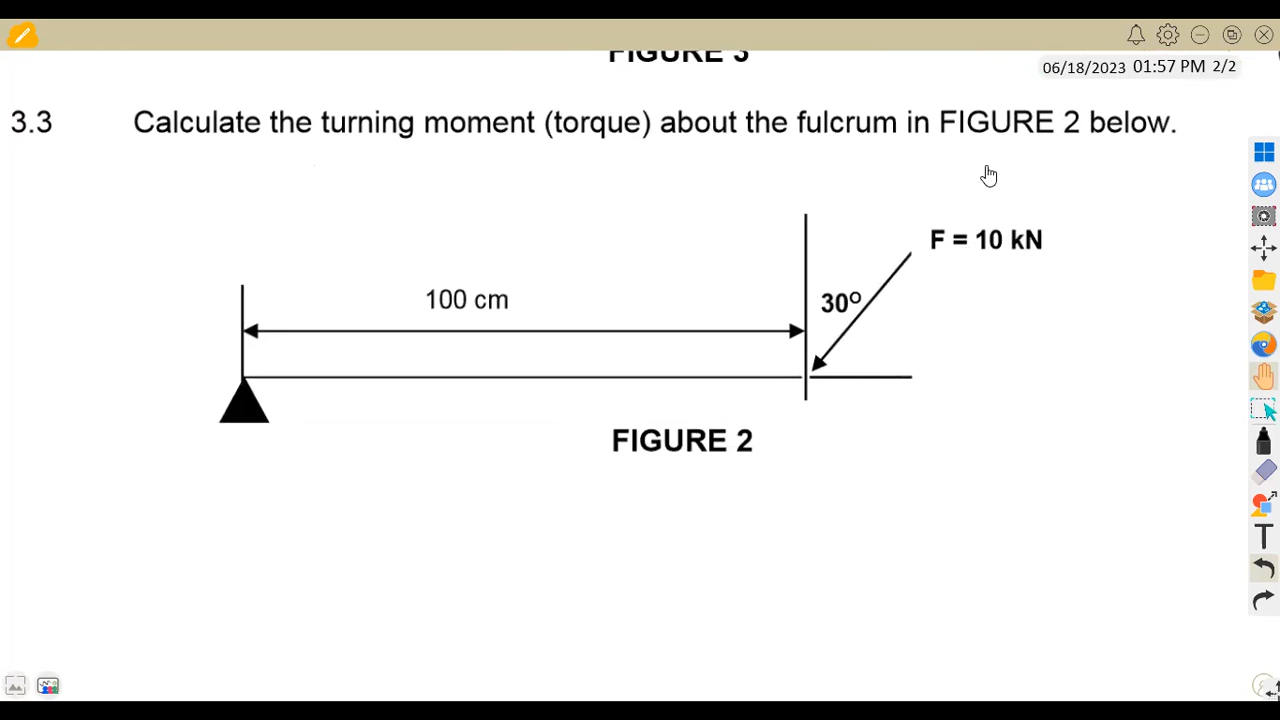 FIGURE 3
06/18/2023 01:57 PM 2/2
3.3 Calculate the turning moment (torque) about the fulcrum in FIGURE 2 below.
F = 10 kN
100 cm
30°
FIGURE 2
T